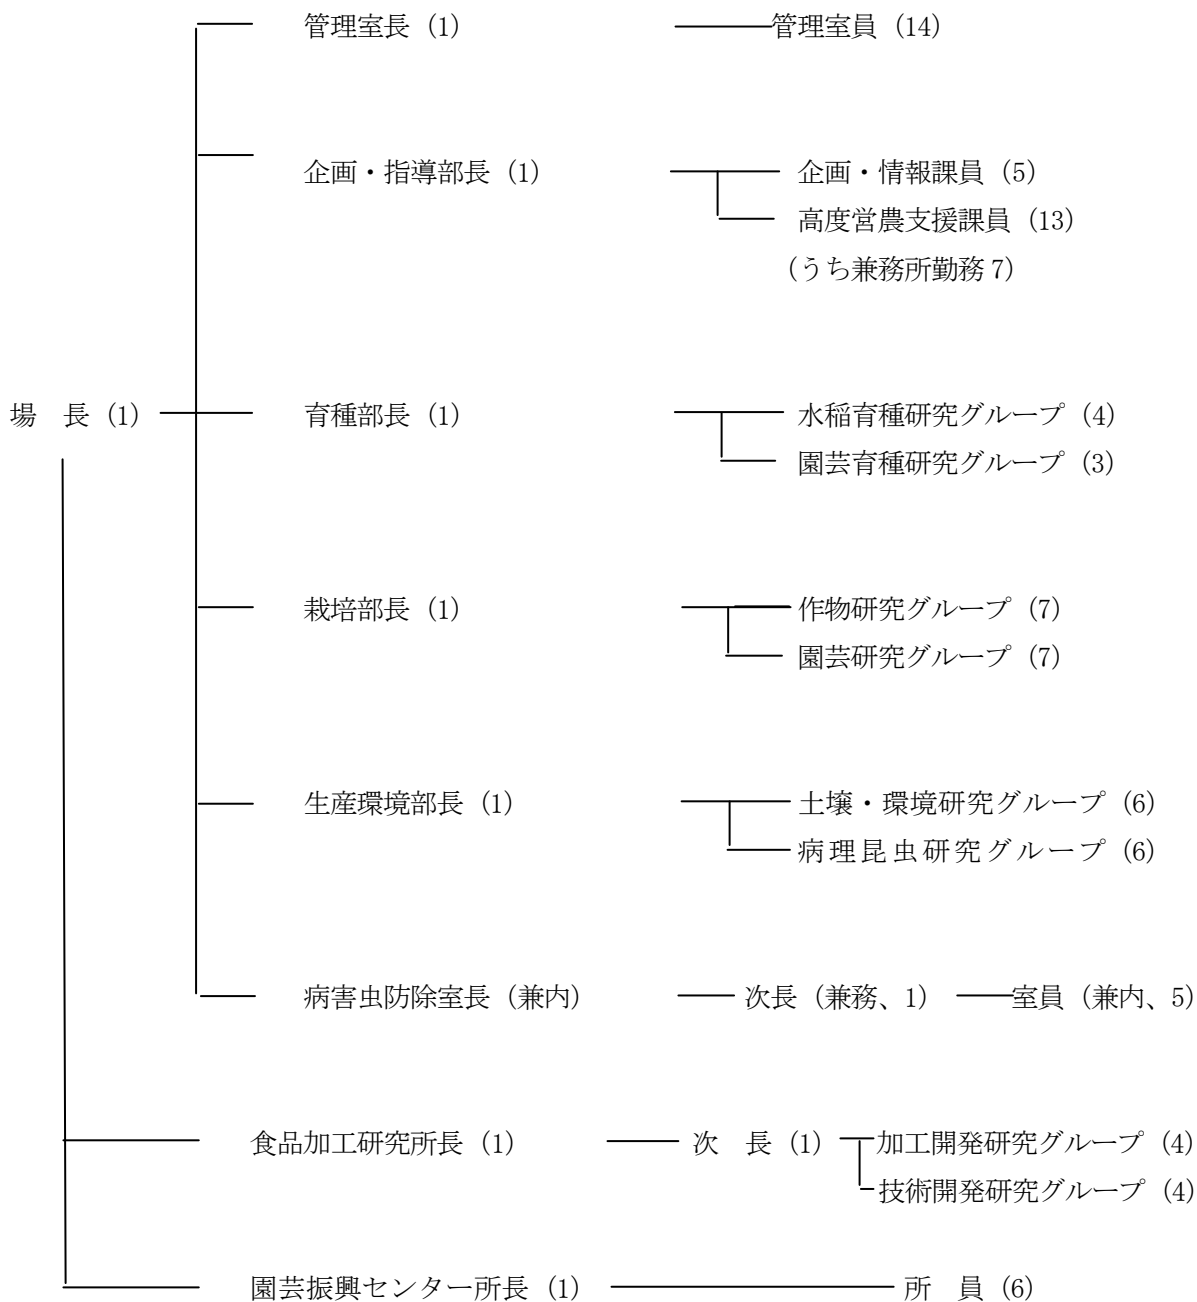 管理室長（1） 管理室員（14）
企画・指導部長（1） 企画・情報課員（5）
高度営農支援課員（13）
（うち兼務所勤務 7）
場　長（1） 育種部長（1） 水稲育種研究グループ（4）
園芸育種研究グループ（3）
栽培部長（1） 作物研究グループ（7）
園芸研究グループ（7）
生産環境部長（1） 土壌・環境研究グループ（6）
病理昆虫研究グループ（6）
病害虫防除室長（兼内） 次長（兼務、1） 室員（兼内、5）
食品加工研究所長（1） 次　長（1） 加工開発研究グループ（4）
技術開発研究グループ（4）
園芸振興センター所長（1） 所　員（6）